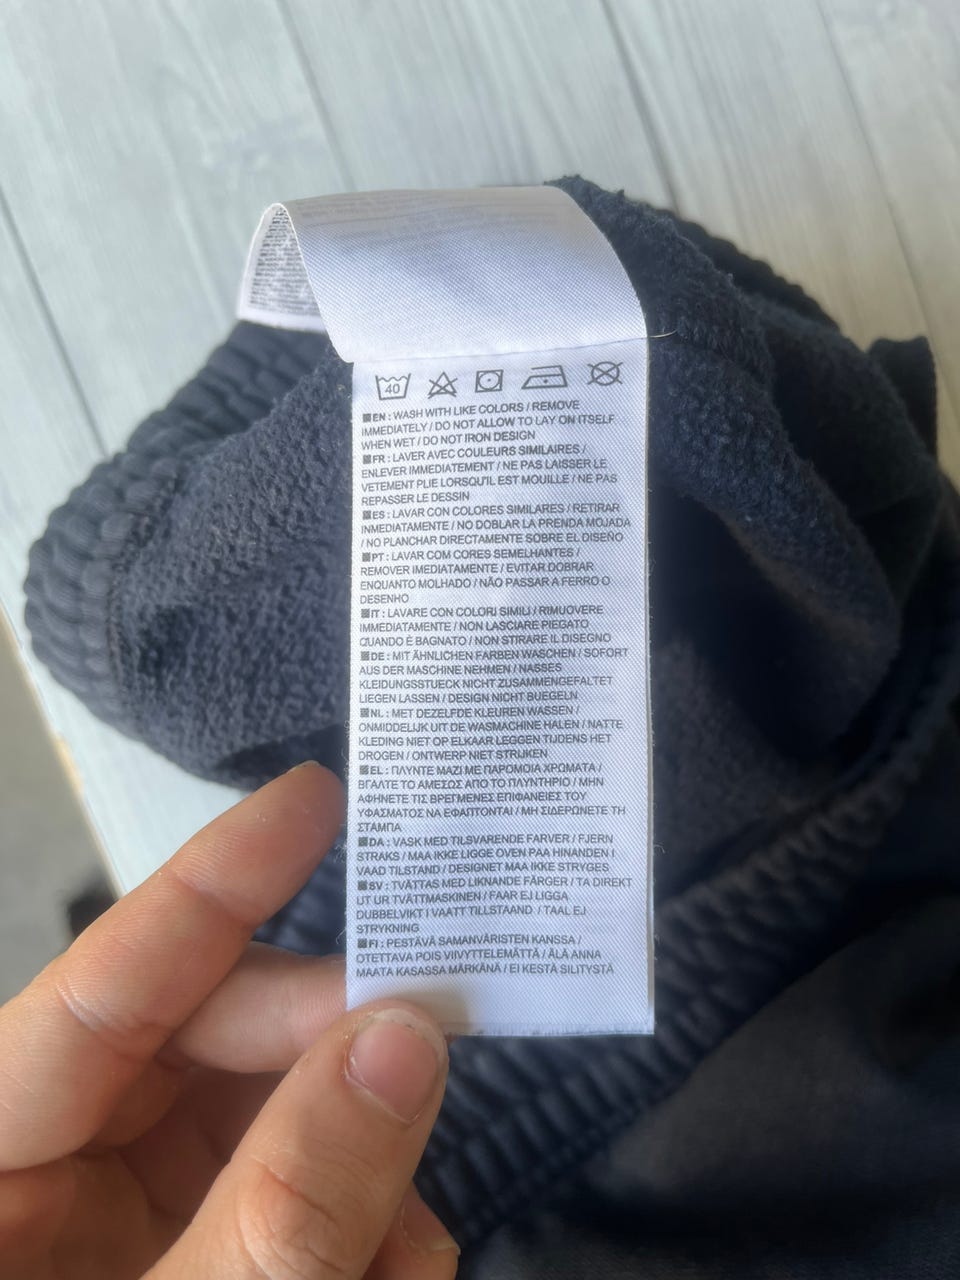 40
EN : WASH WITH LIKE COLORS / REMOVE
IMMEDIATELY / DO NOT ALLOW TO LAY ON ITSELF
WHEN WET / DO NOT IRON DESIGN
FR : LAVER AVEC COULEURS SIMILAIRES /
ENLEVER IMMEDIATEMENT / NE PAS LAISSER LE
VETEMENT PLIE LORSQU'IL EST MOUILLE / NE PAS
REPASSER LE DESSIN
ES : LAVAR CON COLORES SIMILARES / RETIRAR
INMEDIATAMENTE / NO DOBLAR LA PRENDA MOJADA
/ NO PLANCHAR DIRECTAMENTE SOBRE EL DISEÑO
PT : LAVAR COM CORES SEMELHANTES /
REMOVER IMEDIATAMENTE / EVITAR DOBRAR
ENQUANTO MOLHADO / NÃO PASSAR A FERRO O
DESENHO
IT : LAVARE CON COLORI SIMILI / RIMUOVERE
IMMEDIATAMENTE / NON LASCIARE PIEGATO
QUANDO È BAGNATO / NON STIRARE IL DISEGNO
DE : MIT ÄHNLICHEN FARBEN WASCHEN / SOFORT
AUS DER MASCHINE NEHMEN / NASSES
KLEIDUNGSSTUECK NICHT ZUSAMMENGEFALTET
LIEGEN LASSEN / DESIGN NICHT BUEGELN
NL : MET DEZELFDE KLEUREN WASSEN /
ONMIDDELIJK UIT DE WASMACHINE HALEN / NATTE
KLEDING NIET OP ELKAAR LEGGEN TIJDENS HET
DROGEN / ONTWERP NIET STRIJKEN
EL : ΠΛΥΝΤΕ ΜΑΖΙ ΜΕ ΠΑΡΟΜΟΙΑ ΧΡΩΜΑΤΑ /
ΒΓΑΛΤΕ ΤΟ ΑΜΕΣΩΣ ΑΠΟ ΤΟ ΠΛΥΝΤΗΡΙΟ / ΜΗΝ
ΑΦΗΝΕΤΕ ΤΙΣ ΒΡΕΓΜΕΝΕΣ ΕΠΙΦΑΝΕΙΕΣ ΤΟΥ
ΥΦΑΣΜΑΤΟΣ ΝΑ ΕΦΑΠΤΟΝΤΑΙ / ΜΗ ΣΙΔΕΡΩΝΕΤΕ ΤΗ
ΣΤΑΜΠΑ
DA : VASK MED TILSVARENDE FARVER / FJERN
STRAKS / MAA IKKE LIGGE OVEN PAA HINANDEN I
VAAD TILSTAND / DESIGNET MAA IKKE STRYGES
SV : TVÄTTAS MED LIKNANDE FÄRGER / TA DIREKT
UT UR TVÄTTMASKINEN / FAAR EJ LIGGA
DUBBELVIKT I VAATT TILLSTAAND / TAAL EJ
STRYKNING
FI : PESTÄVÄ SAMANVÄRISTEN KANSSA /
OTETTAVA POIS VIIVYTTELEMÄTTÄ / ÄLÄ ANNA
MAATA KASASSA MÄRKÄNÄ / EI KESTÄ SILITYSTÄ